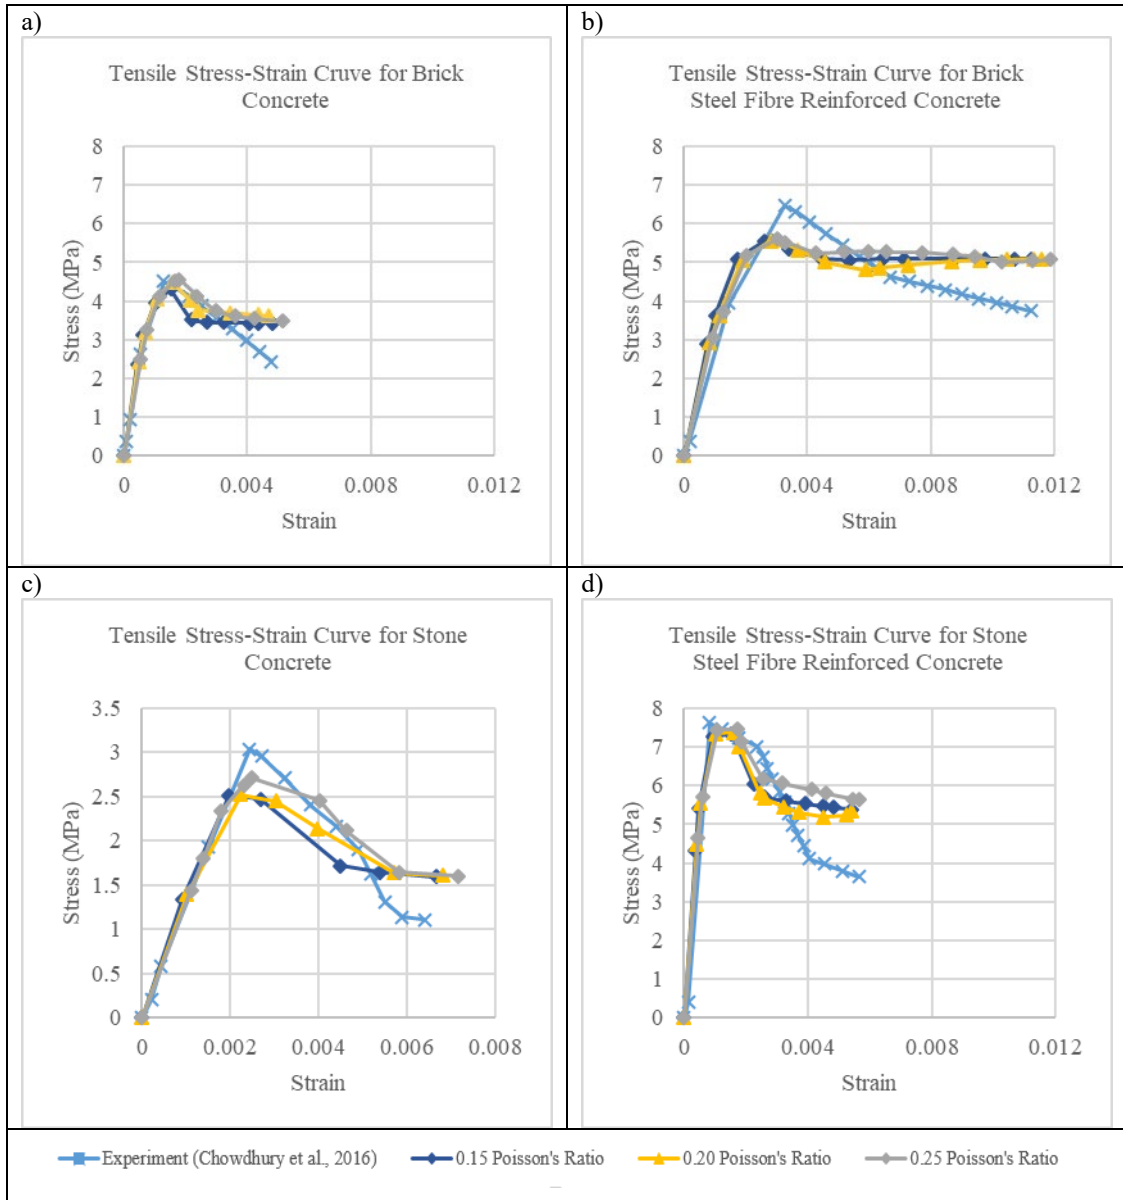 a)
Tensile Stress-Strain Cruve for Brick
Concrete
8
7
6
5
4
3
2
1
0
Stress (MPa)
0 0.004 0.008 0.012
Strain
b)
Tensile Stress-Strain Curve for Brick
Steel Fibre Reinforced Concrete
8
7
6
5
4
3
2
1
0
Stress (MPa)
0 0.004 0.008 0.012
Strain
c)
Tensile Stress-Strain Curve for Stone
Concrete
3.5
3
2.5
2
1.5
1
0.5
0
Stress (MPa)
0 0.002 0.004 0.006 0.008
Strain
d)
Tensile Stress-Strain Curve for Stone
Steel Fibre Reinforced Concrete
8
7
6
5
4
3
2
1
0
Stress (MPa)
0 0.004 0.008 0.012
Strain
Experiment (Chowdhury et al., 2016) 0.15 Poisson's Ratio 0.20 Poisson's Ratio 0.25 Poisson's Ratio